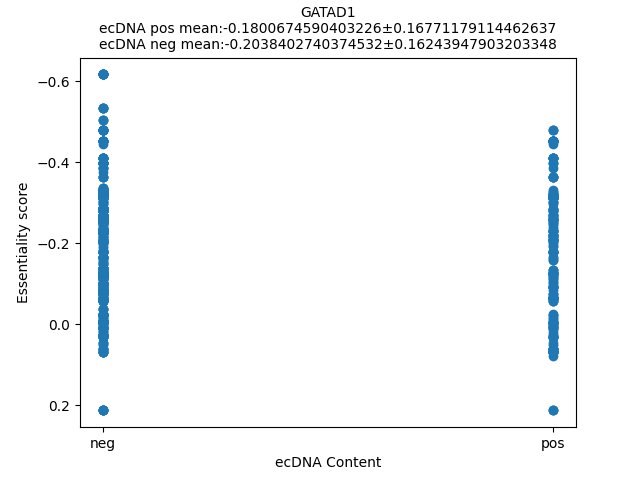 GATAD1
ecDNA pos mean:-0.1800674590403226±0.16771179114462637
ecDNA neg mean:-0.2038402740374532±0.16243947903203348
−0.6
−0.4
−0.2
0.0
0.2
Essentiality score
neg
pos
ecDNA Content